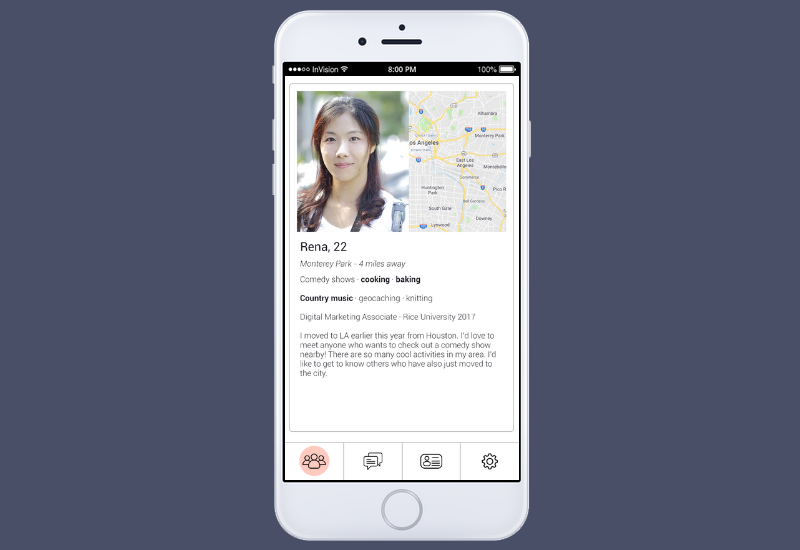 InVision 8:00 PM 100%
Alhambra
Monterey Park
os Angeles
East Los Angeles
Montebello
Commerce
Huntington Park
Pico R
Bell Gardens
South Gate
Downey
Lynwood
Rena, 22
Monterey Park - 4 miles away
Comedy shows · cooking · baking
Country music · geocaching · knitting
Digital Marketing Associate · Rice University 2017
I moved to LA earlier this year from Houston. I'd love to
meet anyone who wants to check out a comedy show
nearby! There are so many cool activities in my area. I'd
like to get to know others who have also just moved to
the city.